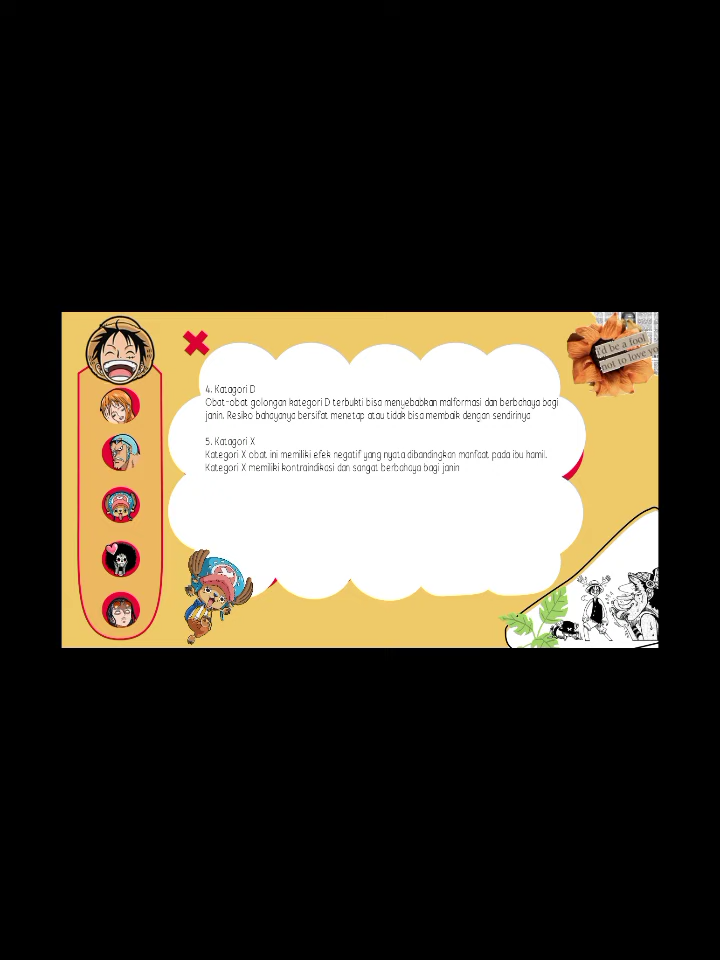 I'd be a fool
not to love yo
4. Katagori D
Obat-obat golongan kategori D terbukti bisa menyebabkan malformasi dan berbahaya bagi
janin. Resiko bahayanya bersifat menetap atau tidak bisa membaik dengan sendirinya
5. Katagori X
Kategori X obat ini memiliki efek negatif yang nyata dibandingkan manfaat pada ibu hamil.
Kategori X memiliki kontraindikasi dan sangat berbahaya bagi janin